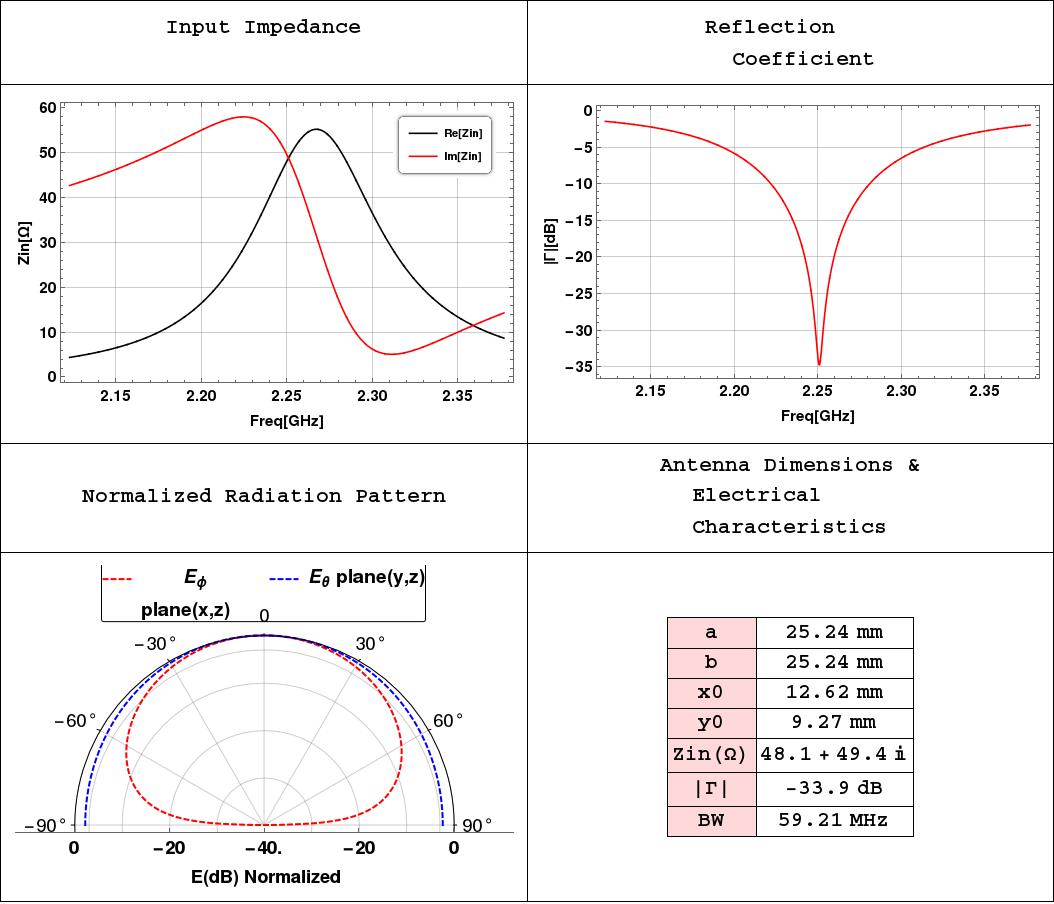 Input Impedance
Reflection
Coefficient
60
50
40
30
20
10
0
Zin[Ω]
Re[Zin]
Im[Zin]
2.15 2.20 2.25 2.30 2.35
Freq[GHz]
0
−5
−10
−15
−20
−25
−30
−35
|Γ|[dB]
2.15 2.20 2.25 2.30 2.35
Freq[GHz]
Normalized Radiation Pattern
Antenna Dimensions &
Electrical
Characteristics
Eϕ Eθ plane(y,z)
plane(x,z)
0
−30° 30°
−60° 60°
−90° 90°
0 −20 −40. −20 0
E(dB) Normalized
a 25.24 mm
b 25.24 mm
x0 12.62 mm
y0 9.27 mm
Zin(Ω) 48.1 + 49.4 i
|Γ| -33.9 dB
BW 59.21 MHz